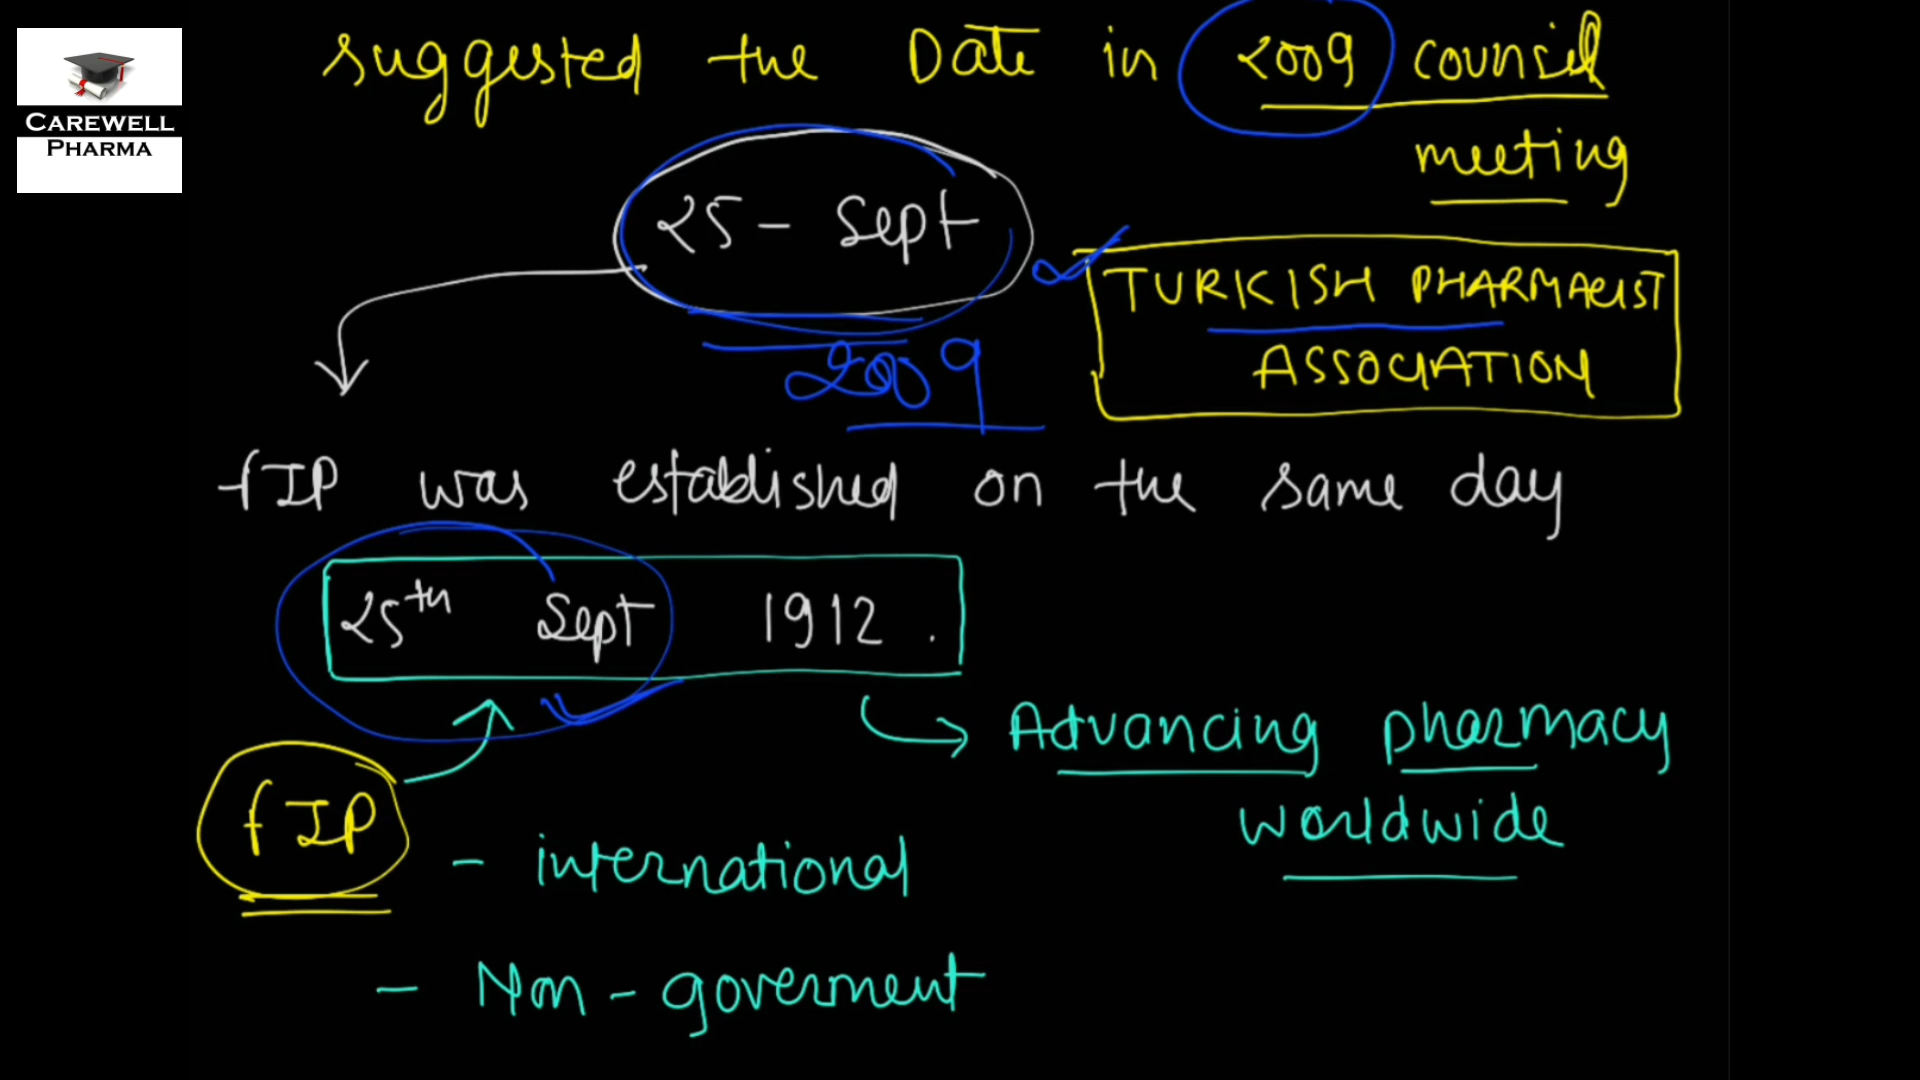 CAREWELL
PHARMA
suggested the Date in 2009 counsil
meeting
25 - Sept
TURKISH PHARMACIST
ASSOCIATION
2009
fIP was established on the same day
25th Sept 1912 .
Advancing pharmacy
worldwide
fIP
- international
- Non - goverment